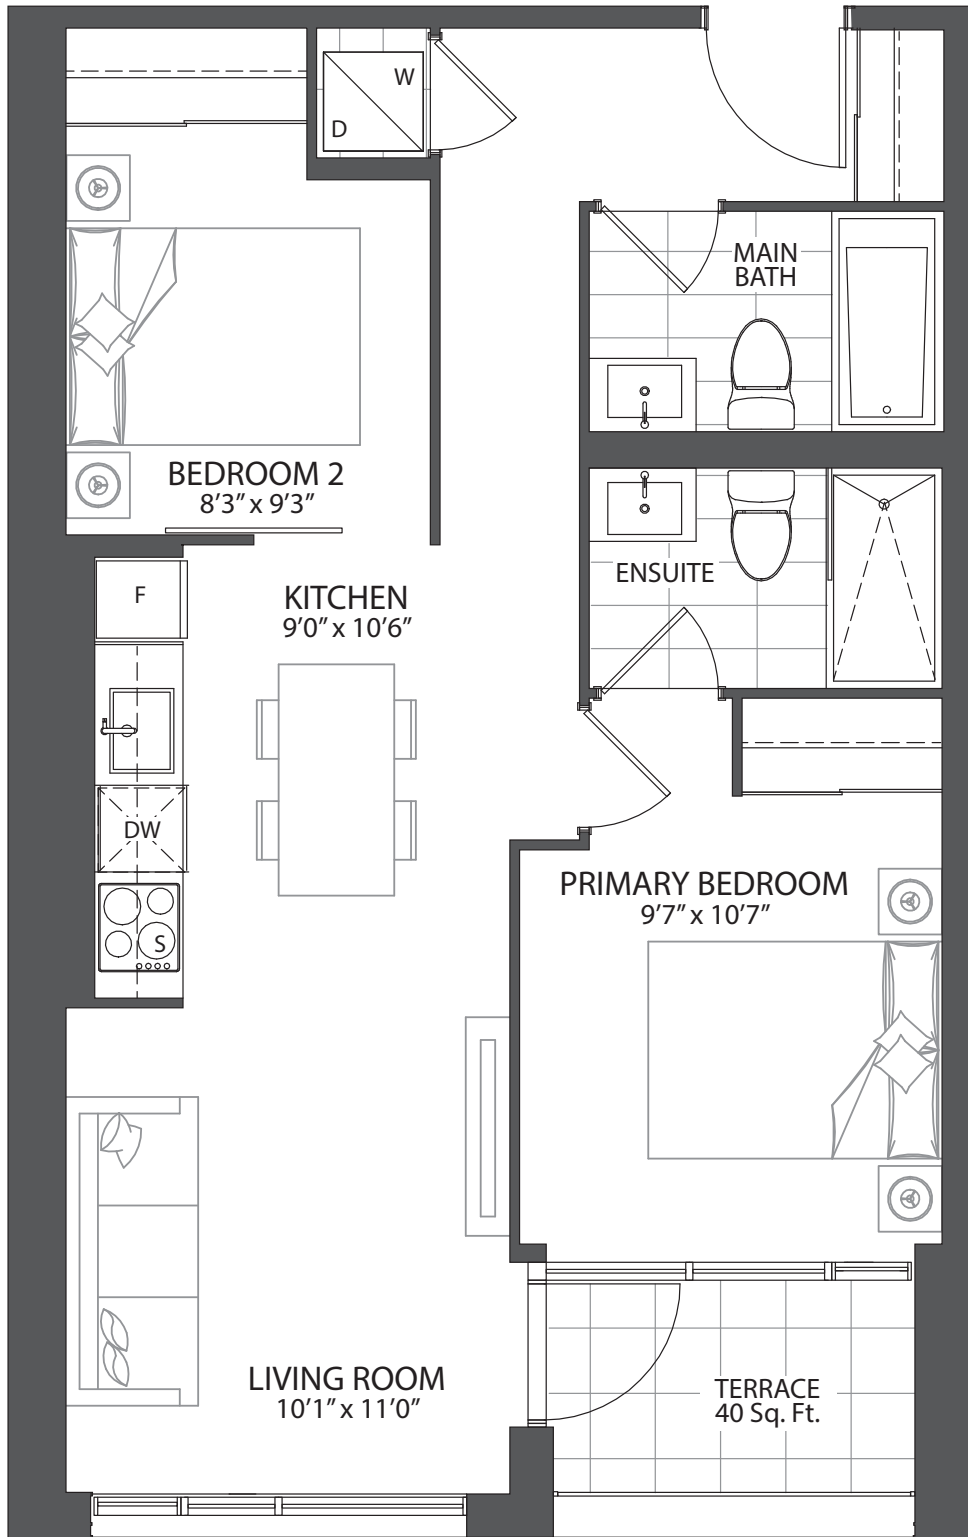 W
D
MAIN
BATH
BEDROOM 2
8'3" x 9'3"
ENSUITE
F
KITCHEN
9'0" x 10'6"
DW
S
PRIMARY BEDROOM
9'7" x 10'7"
LIVING ROOM
10'1" x 11'0"
TERRACE
40 Sq. Ft.